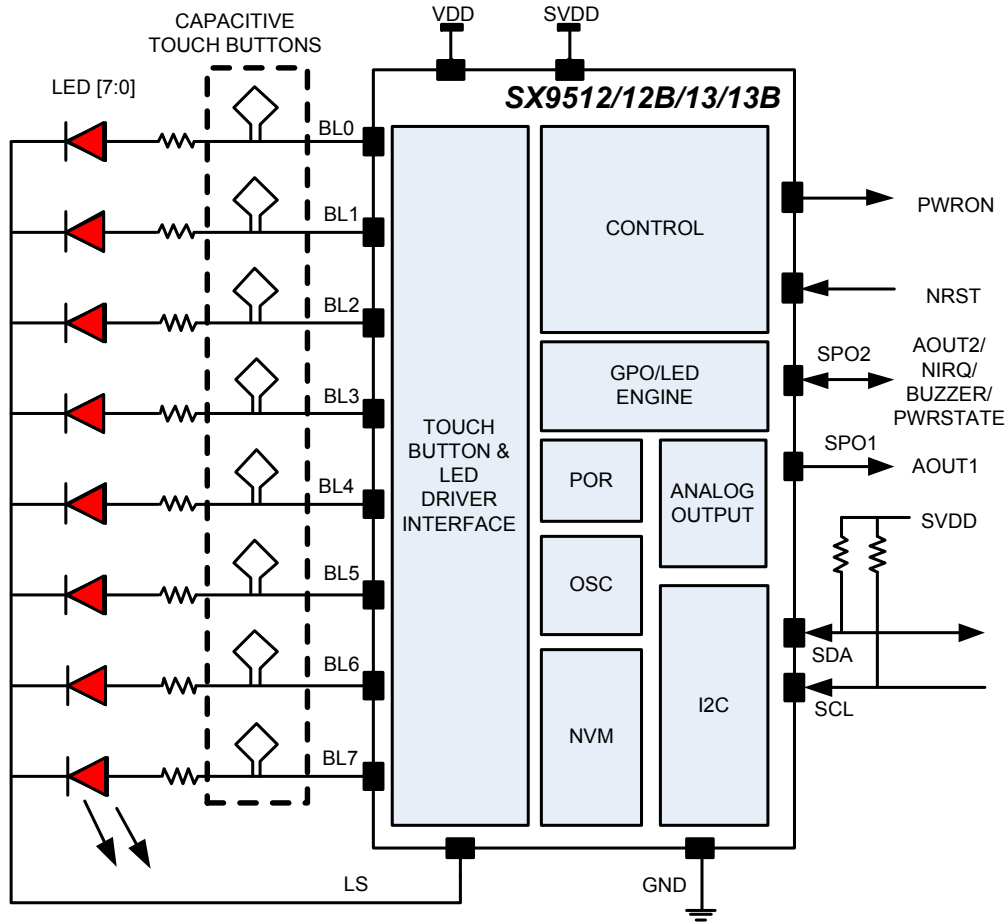 CAPACITIVE
TOUCH BUTTONS
VDD
SVDD
LED [7:0]
SX9512/12B/13/13B
BL0
BL1
BL2
BL3
BL4
BL5
BL6
BL7
TOUCH
BUTTON &
LED
DRIVER
INTERFACE
CONTROL
GPO/LED
ENGINE
POR
ANALOG
OUTPUT
OSC
NVM
I2C
PWRON
NRST
SPO2
AOUT2/
NIRQ/
BUZZER/
PWRSTATE
SPO1
AOUT1
SVDD
SDA
SCL
LS
GND